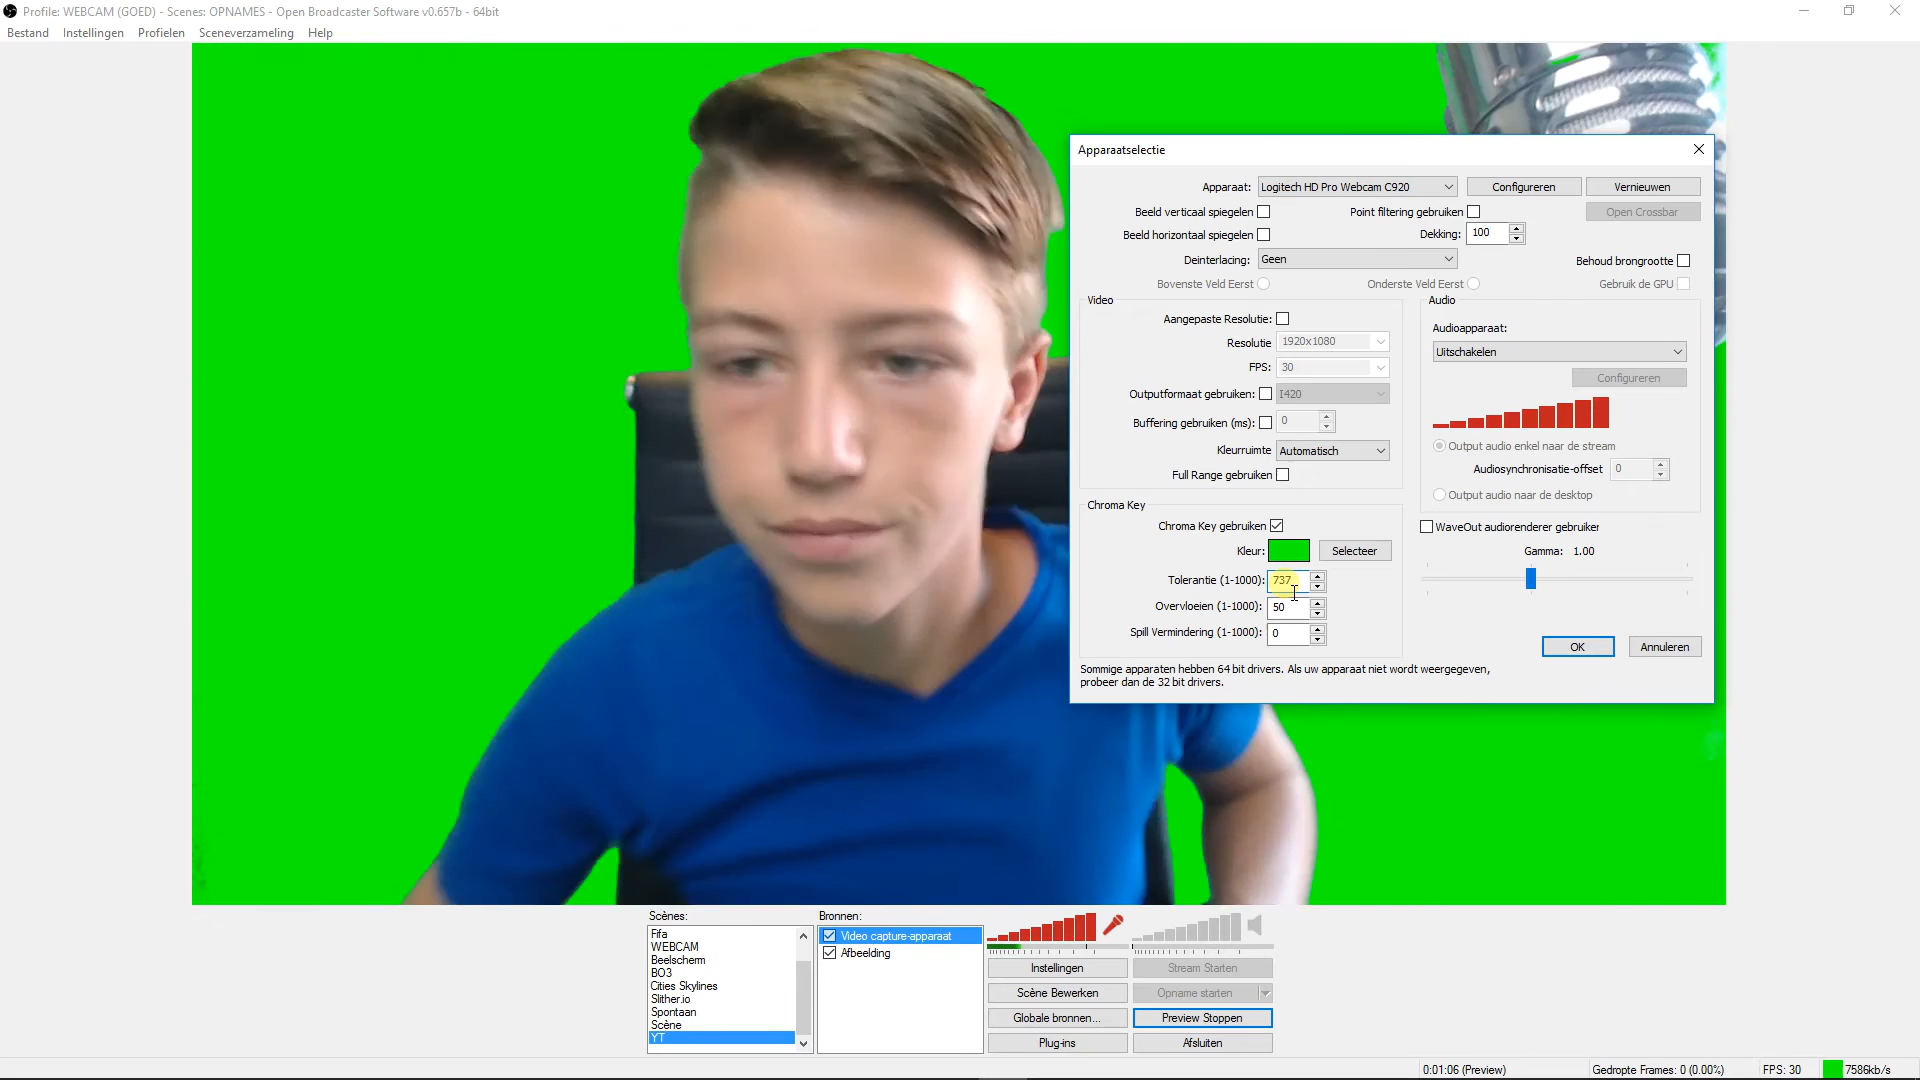 Profile: WEBCAM (GOED) - Scenes: OPNAMES - Open Broadcaster Software v0.657b - 64bit
Bestand Instellingen Profielen Sceneverzameling Help
Apparaatselectie
Apparaat: Logitech HD Pro Webcam C920 Configureren Vernieuwen
Beeld verticaal spiegelen Point filtering gebruiken Open Crossbar
Beeld horizontaal spiegelen Dekking: 100
Deinterlacing: Geen Behoud brongrootte
Bovenste Veld Eerst Onderste Veld Eerst Gebruik de GPU
Video
Aangepaste Resolutie:
Resolutie 1920x1080
FPS: 30
Outputformaat gebruiken: I420
Buffering gebruiken (ms): 0
Kleurruimte Automatisch
Full Range gebruiken
Audio
Audioapparaat:
Uitschakelen
Configureren
Output audio enkel naar de stream
Audiosynchronisatie-offset 0
Output audio naar de desktop
Chroma Key
Chroma Key gebruiken
Kleur: Selecteer
Tolerantie (1-1000): 737
Overvloeien (1-1000): 50
Spill Vermindering (1-1000): 0
WaveOut audiorenderer gebruiker
Gamma: 1.00
OK Annuleren
Sommige apparaten hebben 64 bit drivers. Als uw apparaat niet wordt weergegeven,
probeer dan de 32 bit drivers.
Scènes:
Fifa
WEBCAM
Beelscherm
BO3
Cities Skylines
Slither.io
Spontaan
Scène
YT
Bronnen:
Video capture-apparaat
Afbeelding
Instellingen Stream Starten
Scène Bewerken Opname starten
Globale bronnen... Preview Stoppen
Plug-ins Afsluiten
0:01:06 (Preview) Gedropte Frames: 0 (0.00%) FPS: 30 7586kb/s